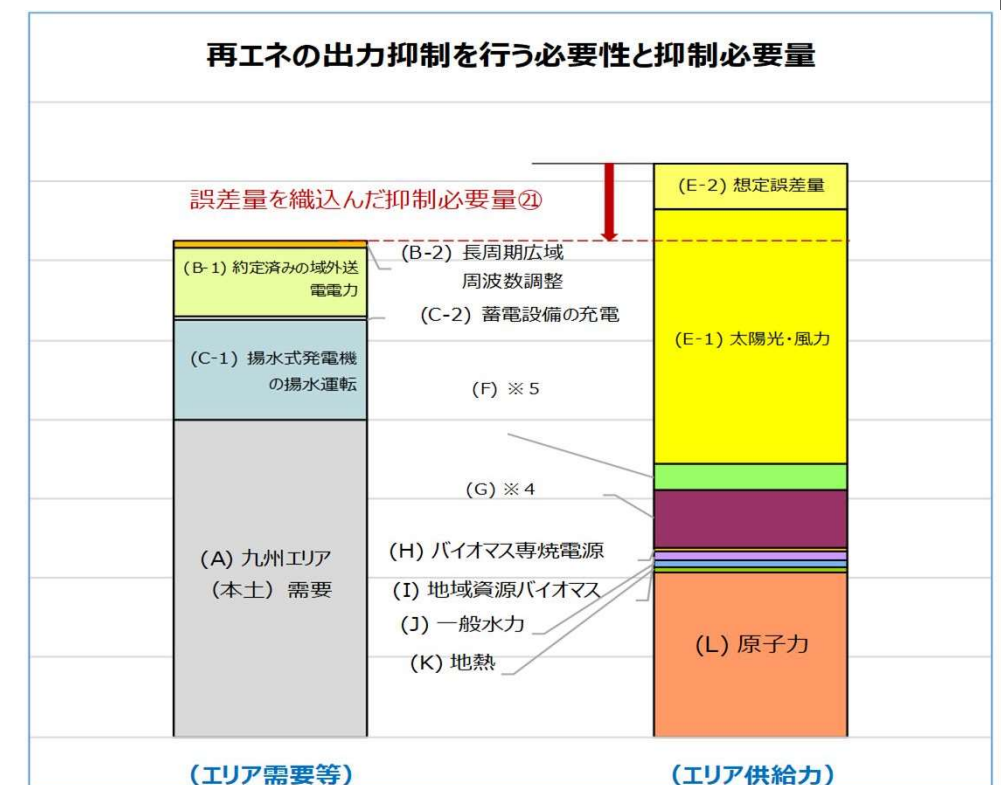 再エネの出力抑制を行う必要性と抑制必要量
誤差量を織込んだ抑制必要量㉑
(E-2) 想定誤差量
(B-2) 長周期広域
周波数調整
(B-1) 約定済みの域外送
電電力
(C-2) 蓄電設備の充電
(E-1) 太陽光・風力
(C-1) 揚水式発電機
の揚水運転
(F) ※5
(G) ※4
(A) 九州エリア
(本土) 需要
(H) バイオマス専焼電源
(I) 地域資源バイオマス
(J) 一般水力
(K) 地熱
(L) 原子力
(エリア需要等)
(エリア供給力)